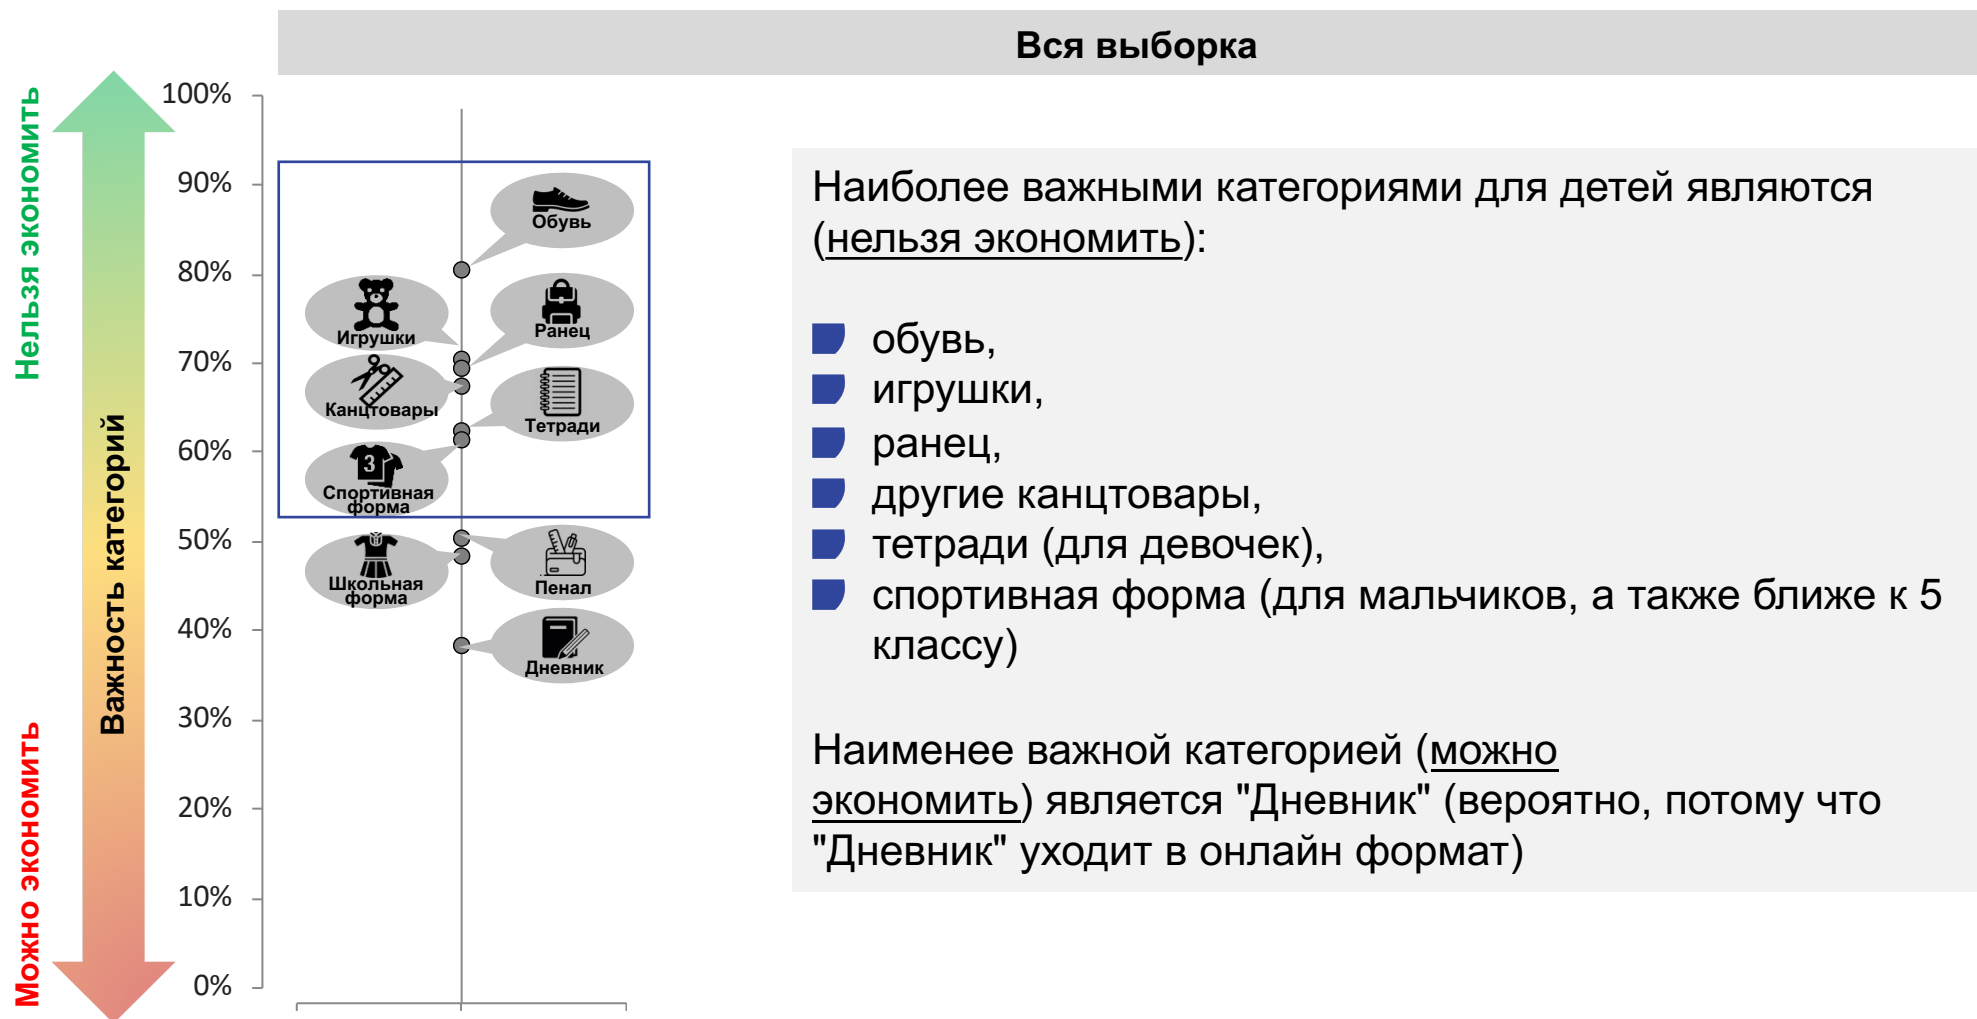 Вся выборка
Нельзя экономить
Важность категорий
Можно экономить
100%
90%
80%
70%
60%
50%
40%
30%
20%
10%
0%
Обувь
Игрушки
Ранец
Канцтовары
Тетради
3
Спортивная
форма
Школьная
форма
Пенал
Дневник
Наиболее важными категориями для детей являются
(нельзя экономить):
обувь,
игрушки,
ранец,
другие канцтовары,
тетради (для девочек),
спортивная форма (для мальчиков, а также ближе к 5
классу)
Наименее важной категорией (можно
экономить) является "Дневник" (вероятно, потому что
"Дневник" уходит в онлайн формат)